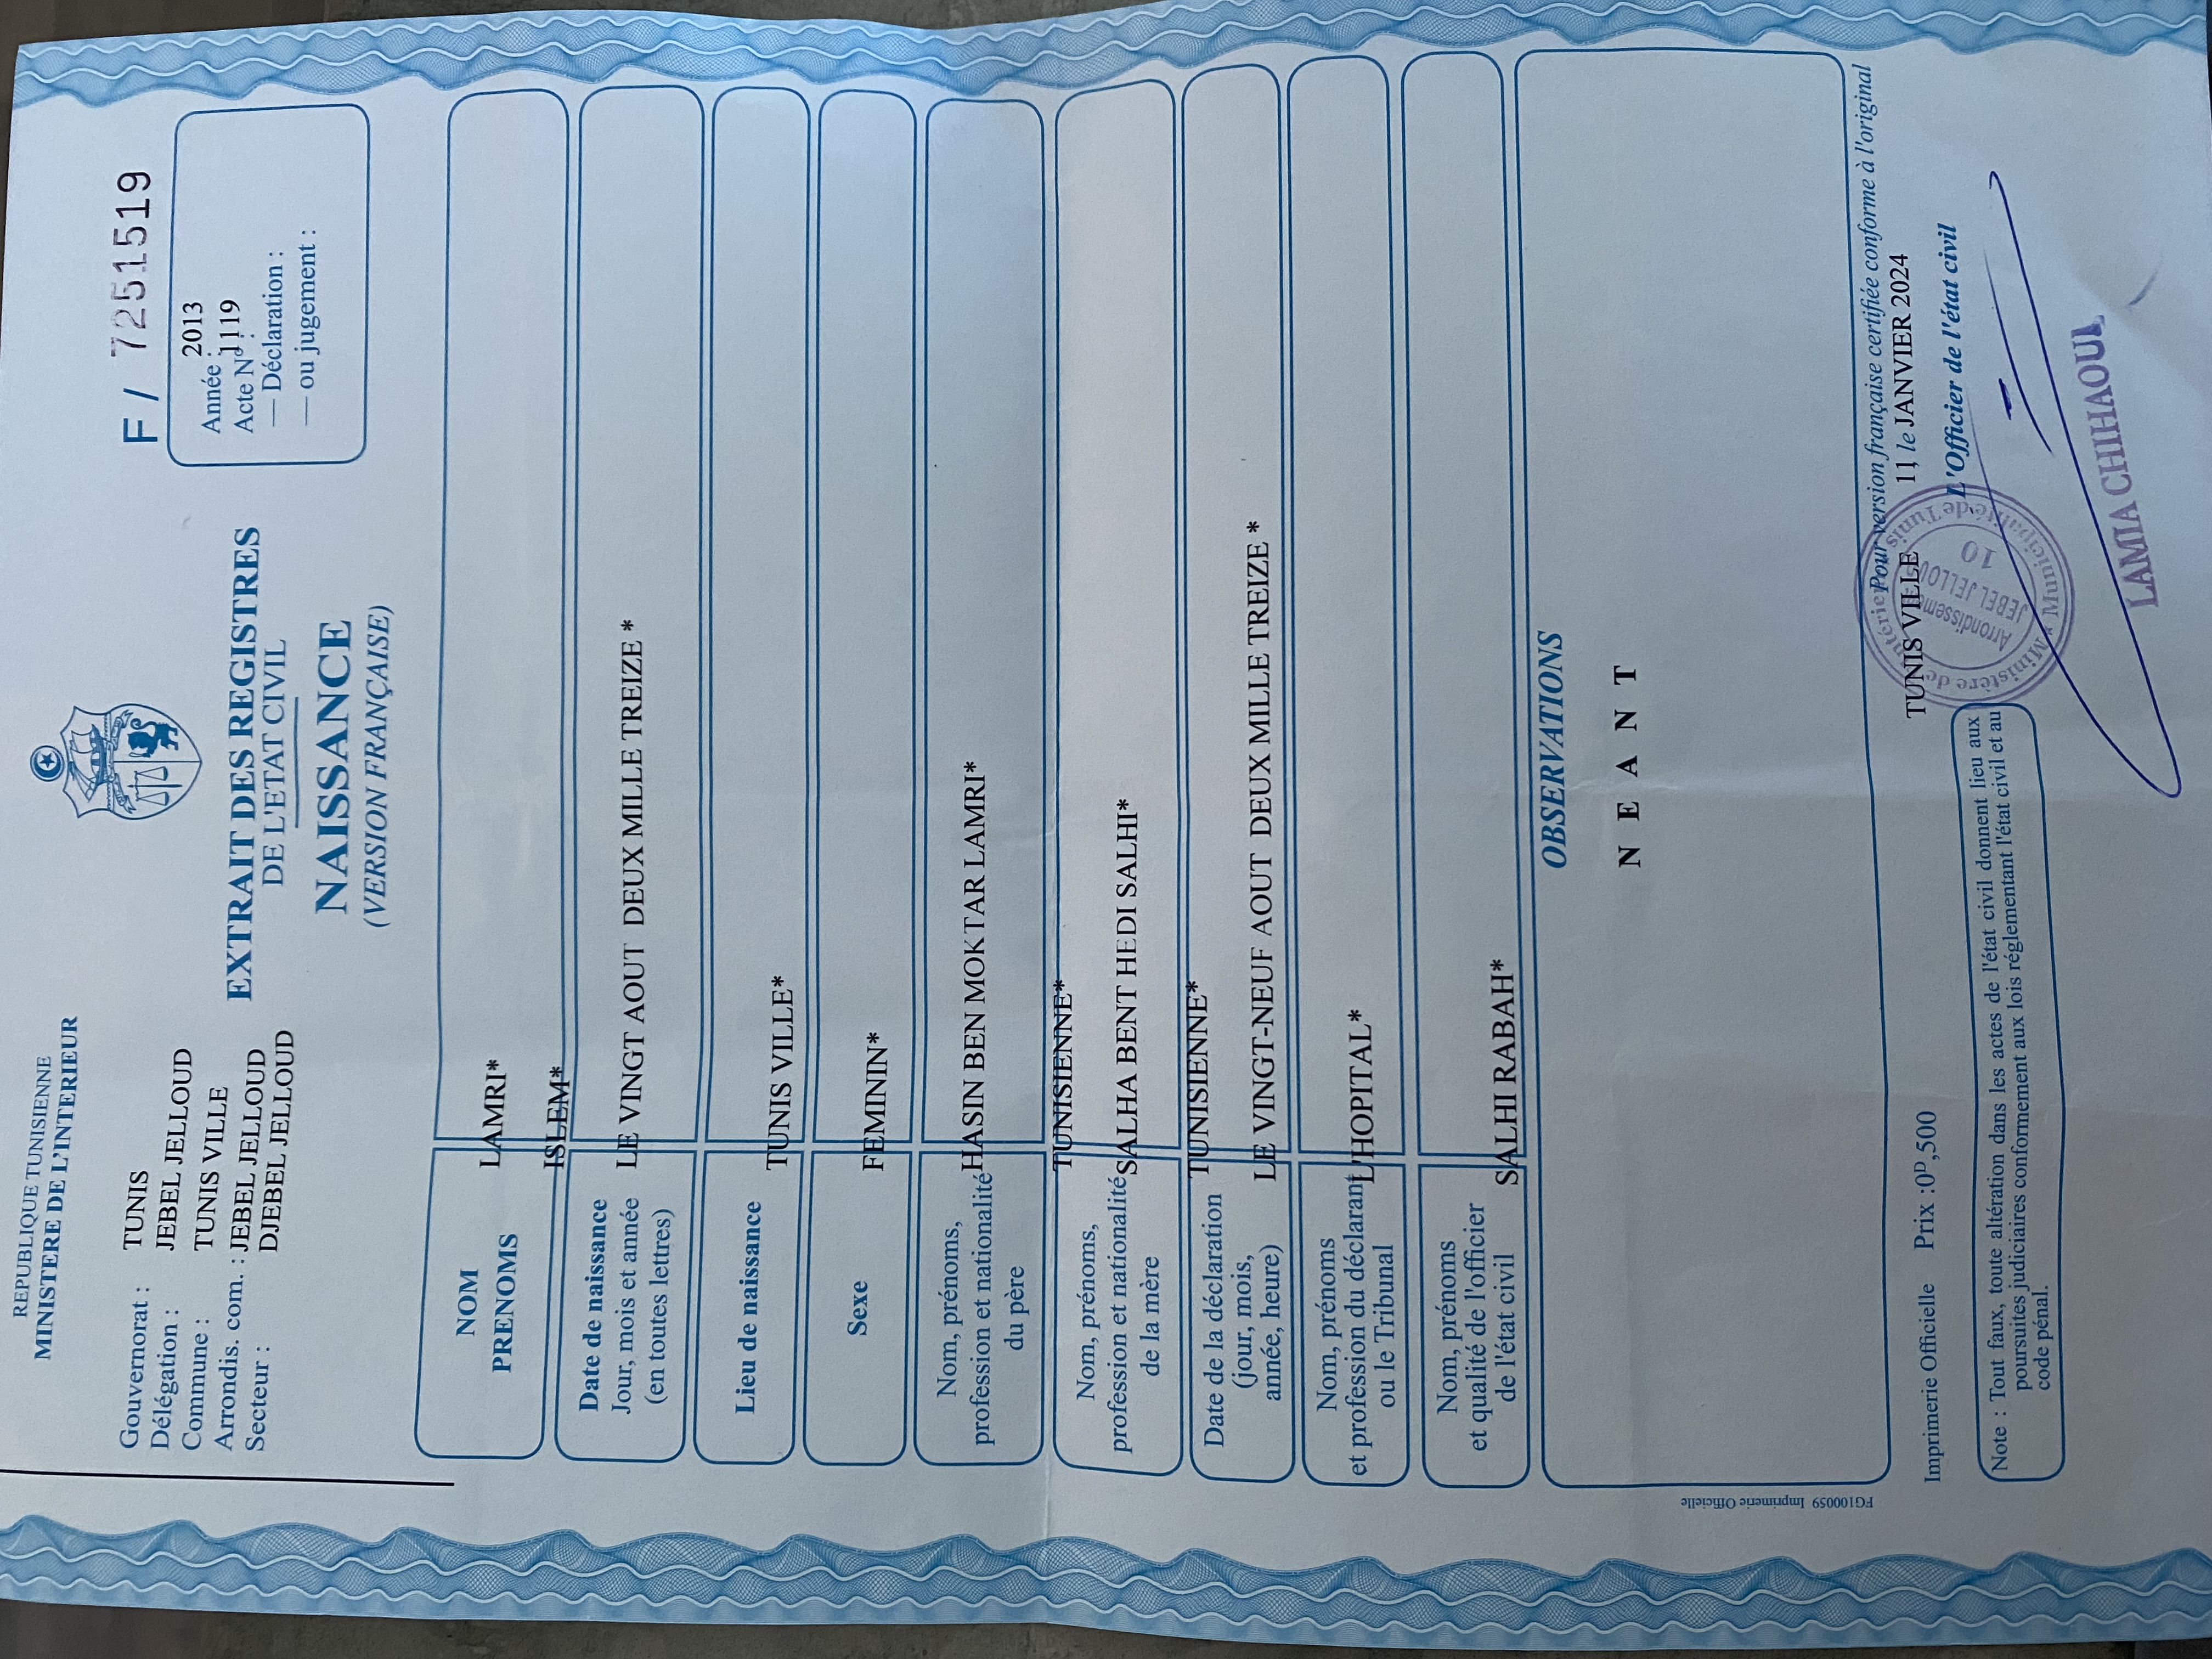 REPUBLIQUE TUNISIENNE
MINISTERE DE L'INTERIEUR
Gouvernorat : TUNIS
Délégation : JEBEL JELLOUD
Commune : TUNIS VILLE
Arrondis. com. : JEBEL JELLOUD
Secteur : DJEBEL JELLOUD
EXTRAIT DES REGISTRES
DE L'ETAT CIVIL
NAISSANCE
(VERSION FRANÇAISE)
F / 7251519
Année : 2013
Acte N° : 1119
— Déclaration :
— ou jugement :
NOM
PRENOMS
LAMRI*
ISLEM*
Date de naissance
Jour, mois et année
(en toutes lettres)
LE VINGT AOUT DEUX MILLE TREIZE *
Lieu de naissance
TUNIS VILLE*
Sexe
FEMININ*
Nom, prénoms,
profession et nationalité
du père
HASIN BEN MOKTAR LAMRI*
TUNISIENNE*
Nom, prénoms,
profession et nationalité
de la mère
SALHA BENT HEDI SALHI*
TUNISIENNE*
Date de la déclaration
(jour, mois,
année, heure)
LE VINGT-NEUF AOUT DEUX MILLE TREIZE *
Nom, prénoms
et profession du déclarant
ou le Tribunal
L'HOPITAL*
Nom, prénoms
et qualité de l'officier
de l'état civil
SALHI RABAH*
OBSERVATIONS
N E A N T
FG100059 Imprimerie Officielle
Pour version française certifiée conforme à l'original
TUNIS VILLE 11, le JANVIER 2024
L'Officier de l'état civil
Imprimerie Officielle Prix :0ᴰ,500
Note : Tout faux, toute altération dans les actes de l'état civil donnent lieu aux
poursuites judiciaires conformément aux lois réglementant l'état civil et au
code pénal.
Municipalité de Tunis
Ministère de
Arrondissement
JEBEL JELLOUD
10
LAMIA CHIHAOUI